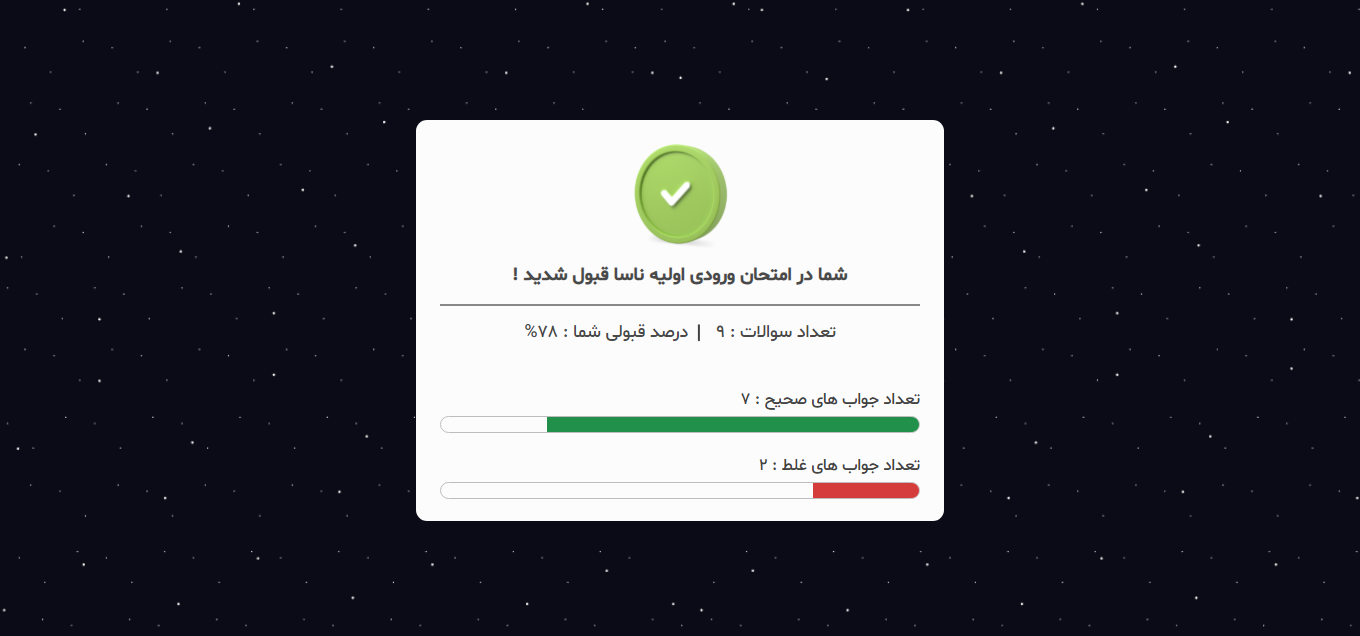 شما در امتحان ورودی اولیه ناسا قبول شدید !
تعداد سوالات : ۹ | درصد قبولی شما : ۷۸%
تعداد جواب های صحیح : ۷
تعداد جواب های غلط : ۲